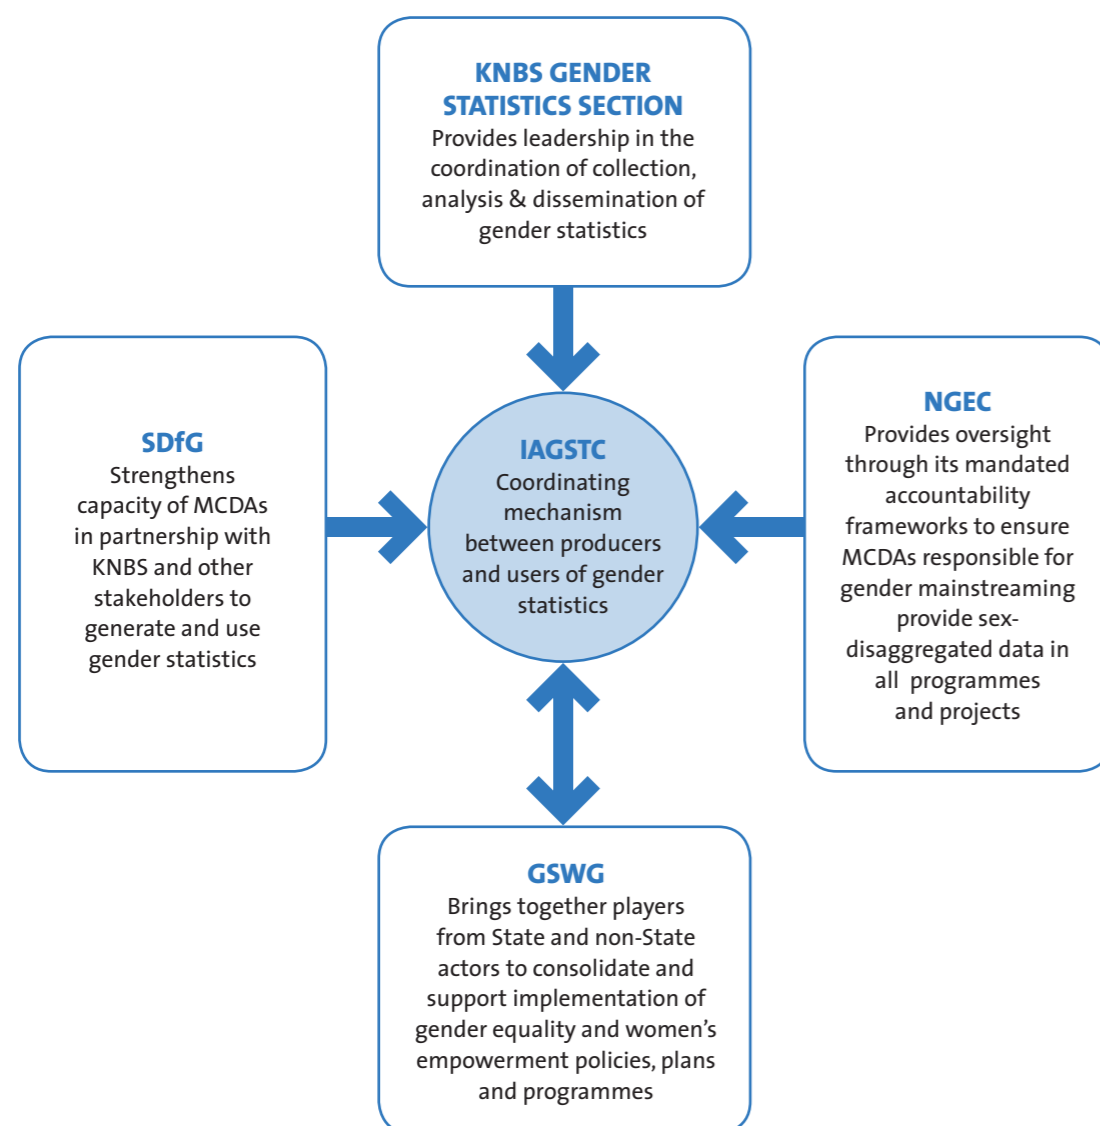 KNBS GENDER
STATISTICS SECTION
Provides leadership in the
coordination of collection,
analysis & dissemination of
gender statistics
SDfG
Strengthens
capacity of MCDAs
in partnership with
KNBS and other
stakeholders to
generate and use
gender statistics
IAGSTC
Coordinating
mechanism
between producers
and users of gender
statistics
NGEC
Provides oversight
through its mandated
accountability
frameworks to ensure
MCDAs responsible for
gender mainstreaming
provide sex-
disaggregated data in
all programmes
and projects
GSWG
Brings together players
from State and non-State
actors to consolidate and
support implementation of
gender equality and women’s
empowerment policies, plans
and programmes